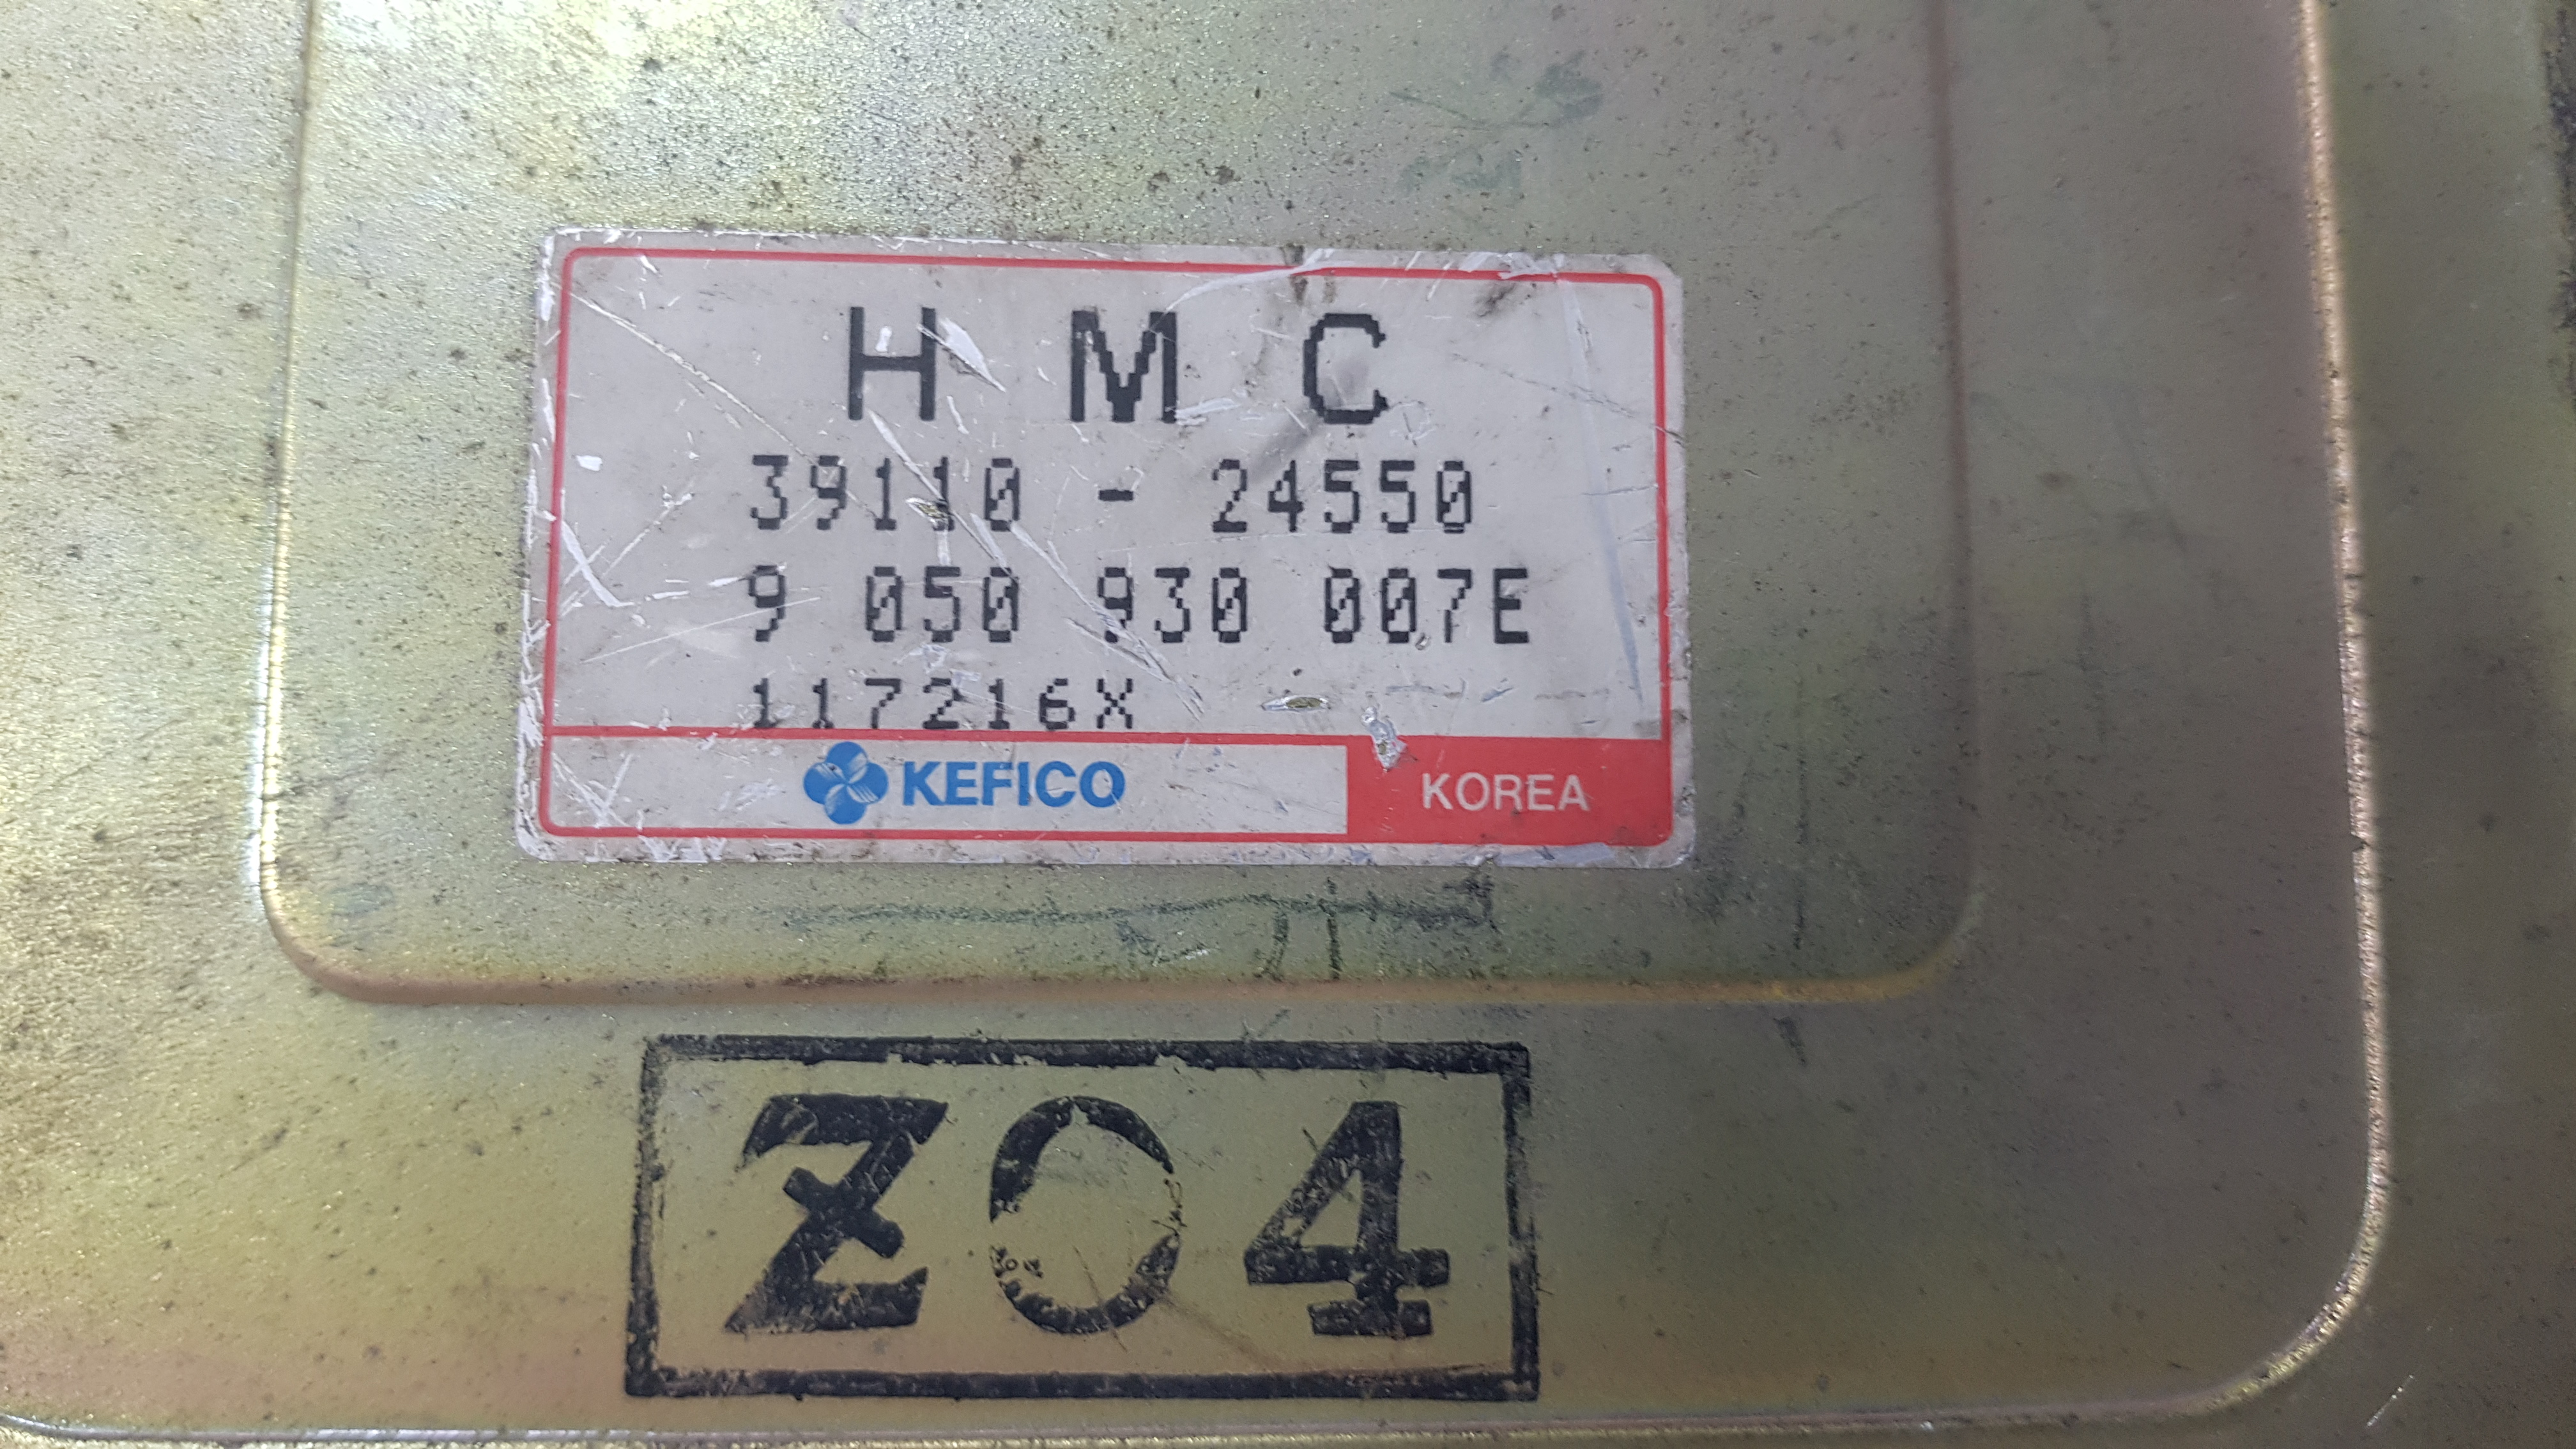 H M C
39110 - 24550
9 050 930 007E
117216X
KEFICO
KOREA
Z04